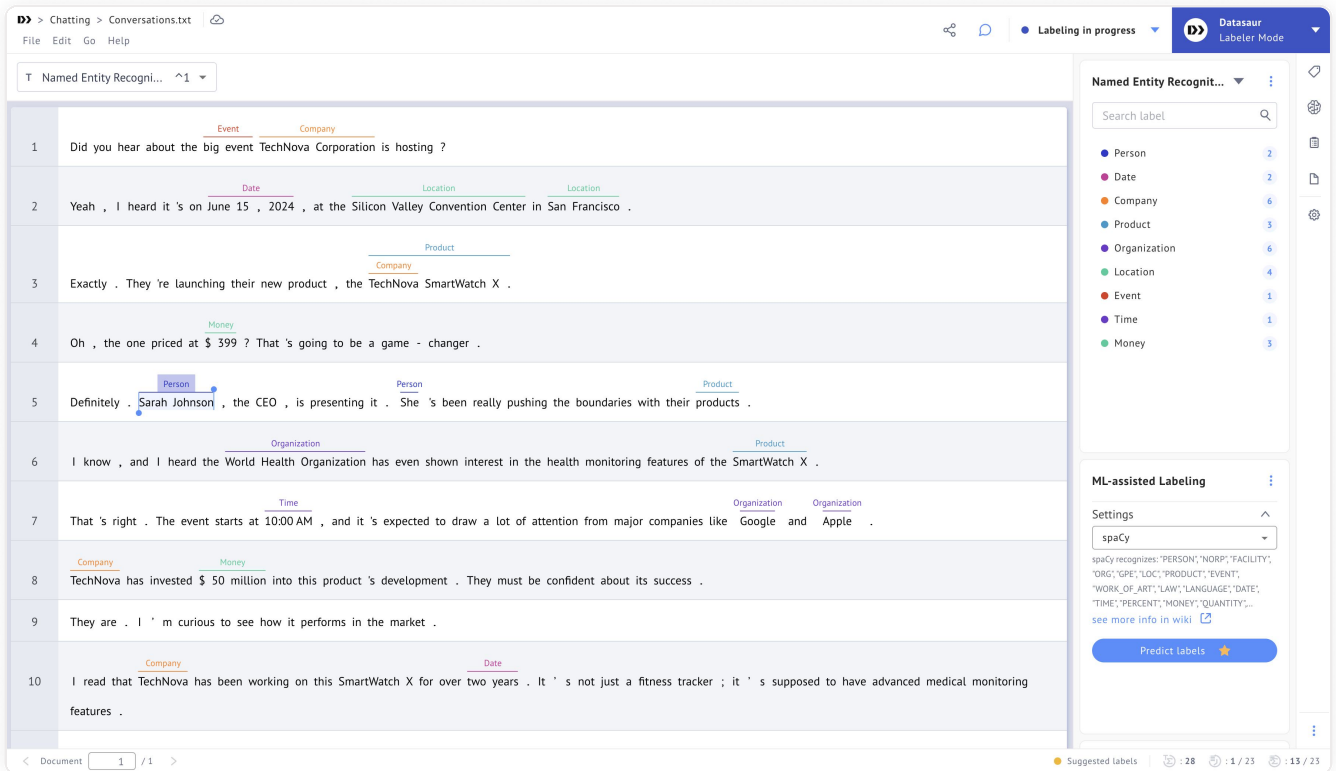 > Chatting > Conversations.txt
File Edit Go Help
Labeling in progress
Datasaur
Labeler Mode
T Named Entity Recogni... ^1
Event Company
1 Did you hear about the big event TechNova Corporation is hosting ?
Date Location Location
2 Yeah , I heard it 's on June 15 , 2024 , at the Silicon Valley Convention Center in San Francisco .
Product
Company
3 Exactly . They 're launching their new product , the TechNova SmartWatch X .
Money
4 Oh , the one priced at $ 399 ? That 's going to be a game - changer .
Person Person Product
5 Definitely . Sarah Johnson , the CEO , is presenting it . She 's been really pushing the boundaries with their products .
Organization Product
6 I know , and I heard the World Health Organization has even shown interest in the health monitoring features of the SmartWatch X .
Time Organization Organization
7 That 's right . The event starts at 10:00 AM , and it 's expected to draw a lot of attention from major companies like Google and Apple .
Company Money
8 TechNova has invested $ 50 million into this product 's development . They must be confident about its success .
9 They are . I ' m curious to see how it performs in the market .
Company Date
10 I read that TechNova has been working on this SmartWatch X for over two years . It ' s not just a fitness tracker ; it ' s supposed to have advanced medical monitoring
features .
Named Entity Recognit...
Search label
Person 2
Date 2
Company 6
Product 3
Organization 6
Location 4
Event 1
Time 1
Money 3
ML-assisted Labeling
Settings
spaCy
spaCy recognizes: "PERSON", "NORP", "FACILITY",
"ORG", "GPE", "LOC", "PRODUCT", "EVENT",
"WORK_OF_ART", "LAW", "LANGUAGE", "DATE",
"TIME", "PERCENT", "MONEY", "QUANTITY",...
see more info in wiki
Predict labels
< Document 1 / 1 >
Suggested labels : 28 : 1 / 23 : 13 / 23